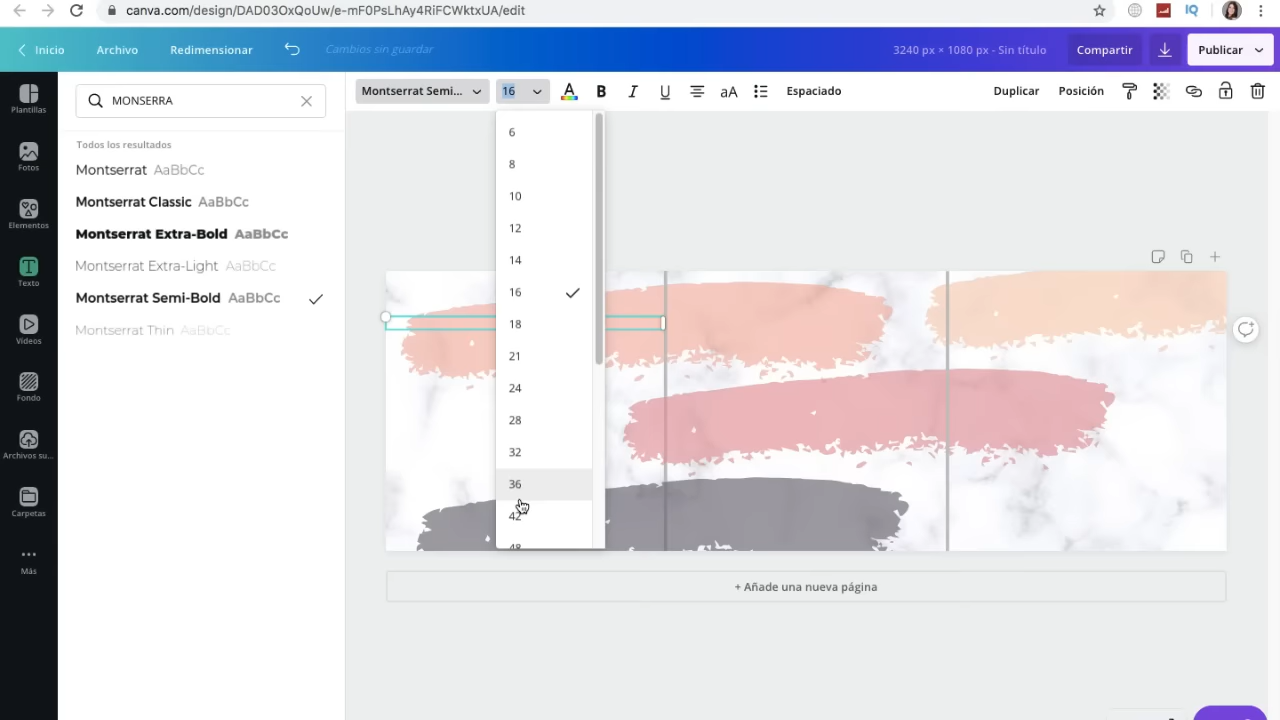 canva.com/design/DAD03OxQoUw/e-mF0PsLhAy4RiFCWktxUA/edit
Inicio
Archivo
Redimensionar
Cambios sin guardar
3240 px × 1080 px - Sin título
Compartir
Publicar
Plantillas
Fotos
Elementos
Texto
Vídeos
Fondo
Archivos su...
Carpetas
Más
MONSERRA
Todos los resultados
Montserrat AaBbCc
Montserrat Classic AaBbCc
Montserrat Extra-Bold AaBbCc
Montserrat Extra-Light AaBbCc
Montserrat Semi-Bold AaBbCc
Montserrat Thin AaBbCc
Montserrat Semi...
16
A
B
I
U
aA
Espaciado
Duplicar
Posición
6
8
10
12
14
16
18
21
24
28
32
36
42
48
+ Añade una nueva página